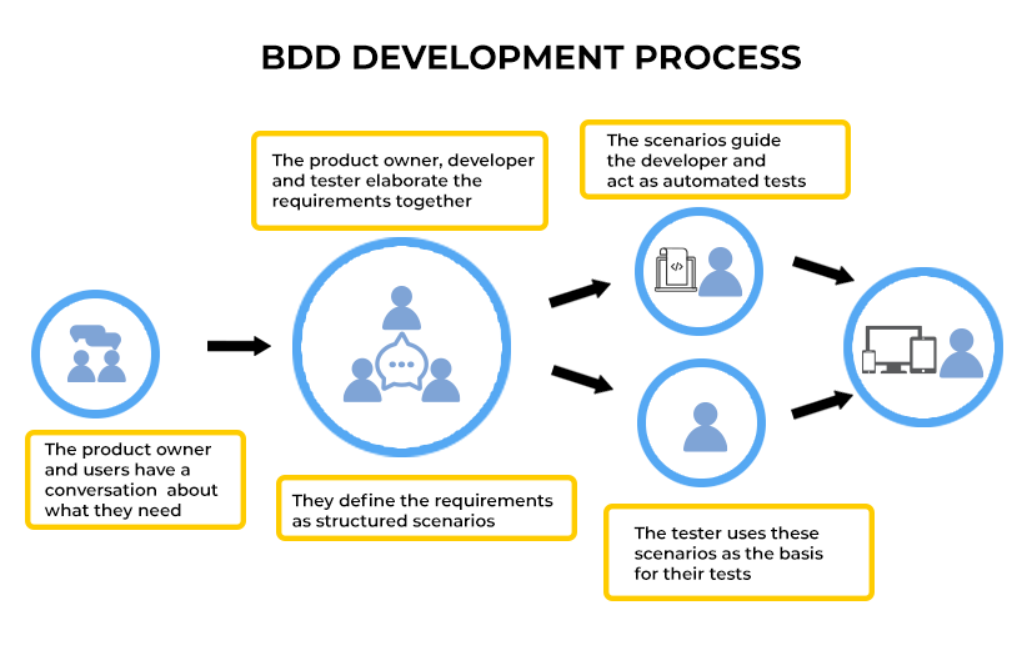 BDD DEVELOPMENT PROCESS
The product owner, developer
and tester elaborate the
requirements together
The scenarios guide
the developer and
act as automated tests
</>
The product owner
and users have a
conversation about
what they need
They define the requirements
as structured scenarios
The tester uses these
scenarios as the basis
for their tests